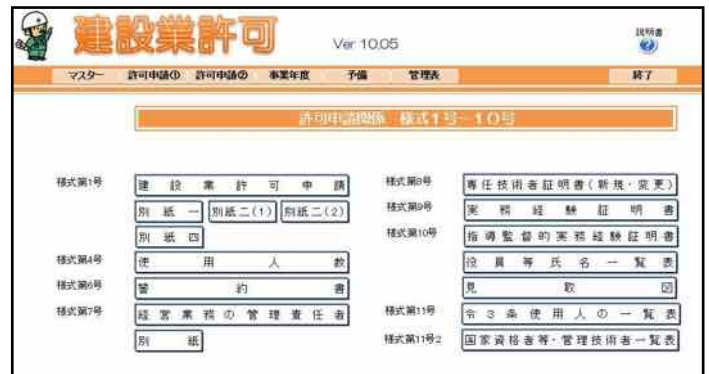 建設業許可 Ver 10.05 説明書
マスター 許可申請① 許可申請② 事業年度 予備 管理表 終了
許可申請関係 様式1号－10号
様式第1号 建設業許可申請
別紙一 別紙二(1) 別紙二(2)
別紙四
様式第4号 使用人数
様式第6号 誓約書
様式第7号 経営業務の管理責任者
別紙
様式第8号 専任技術者証明書(新規・変更)
様式第9号 実務経験証明書
様式第10号 指導監督的実務経験証明書
役員等氏名一覧表
見取図
様式第11号 令3条使用人の一覧表
様式第11号2 国家資格者等・管理技術者一覧表